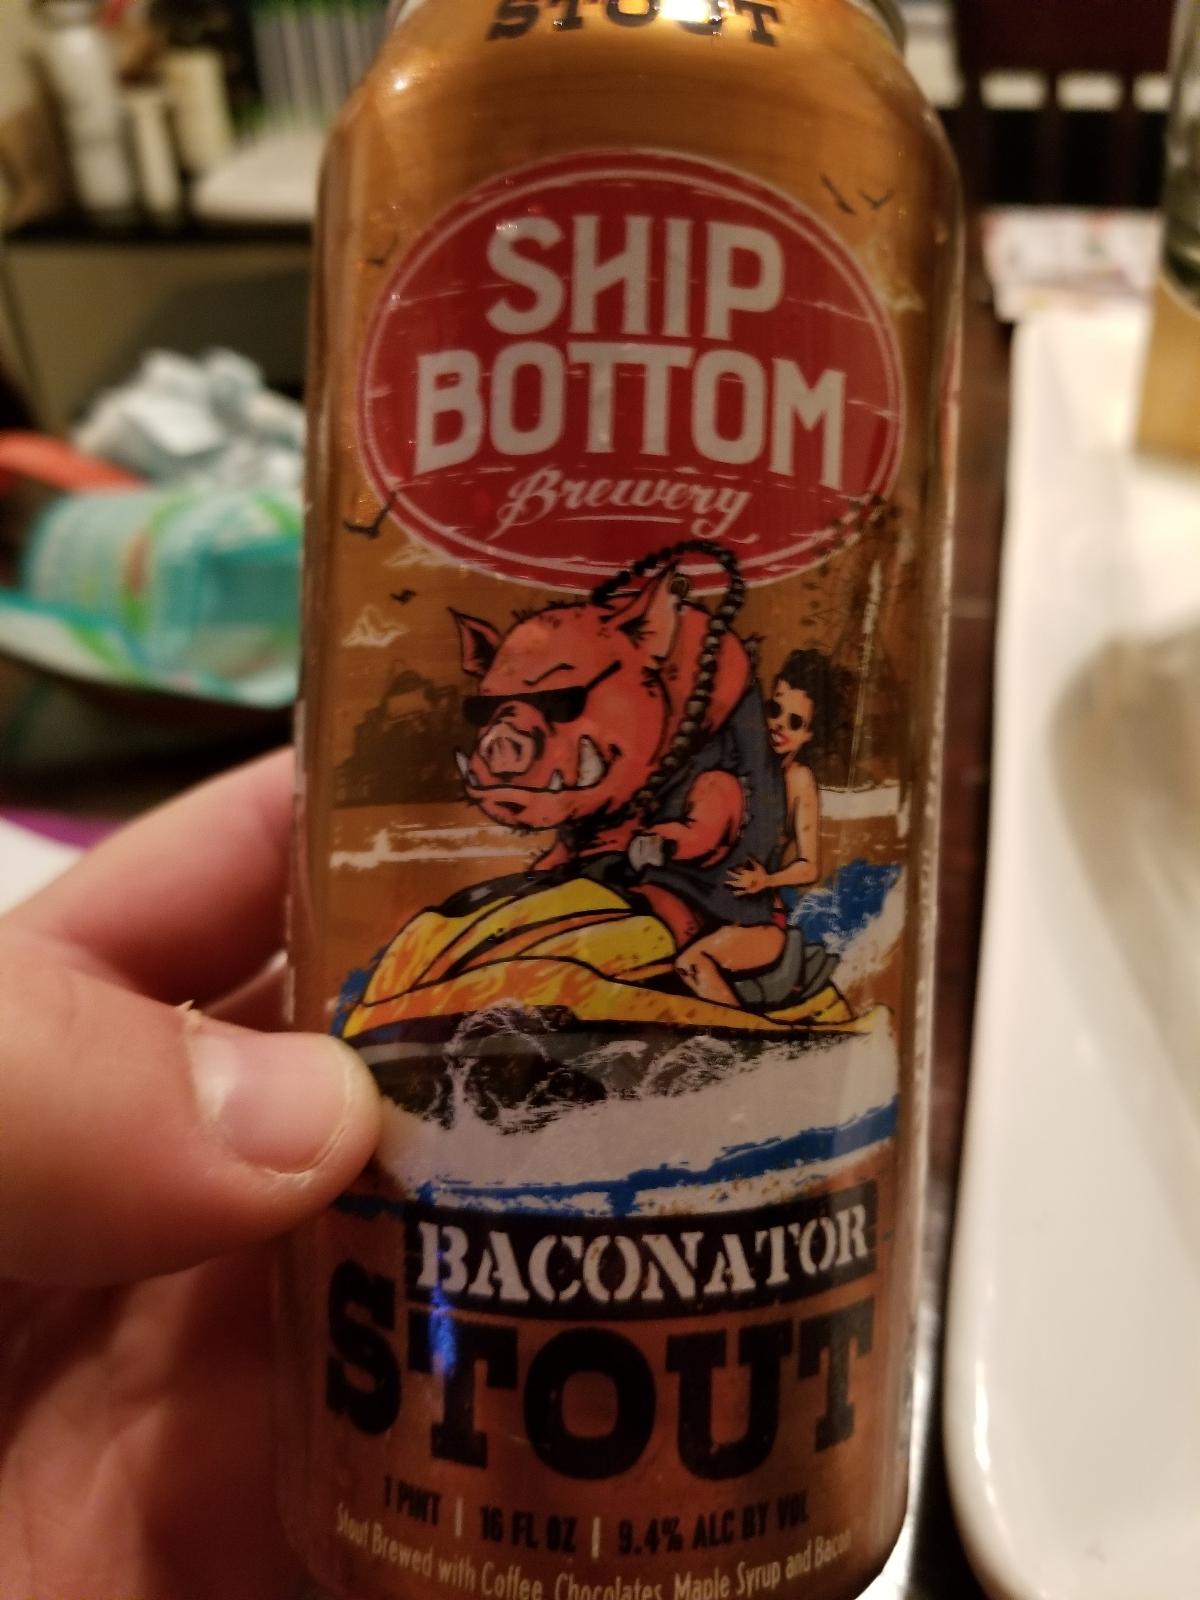 STOUT
SHIP
BOTTOM
Brewery
BACONATOR
STOUT
1 PINT | 16 FL OZ | 9.4% ALC BY VOL
Stout Brewed with Coffee, Chocolates, Maple Syrup and Bacon